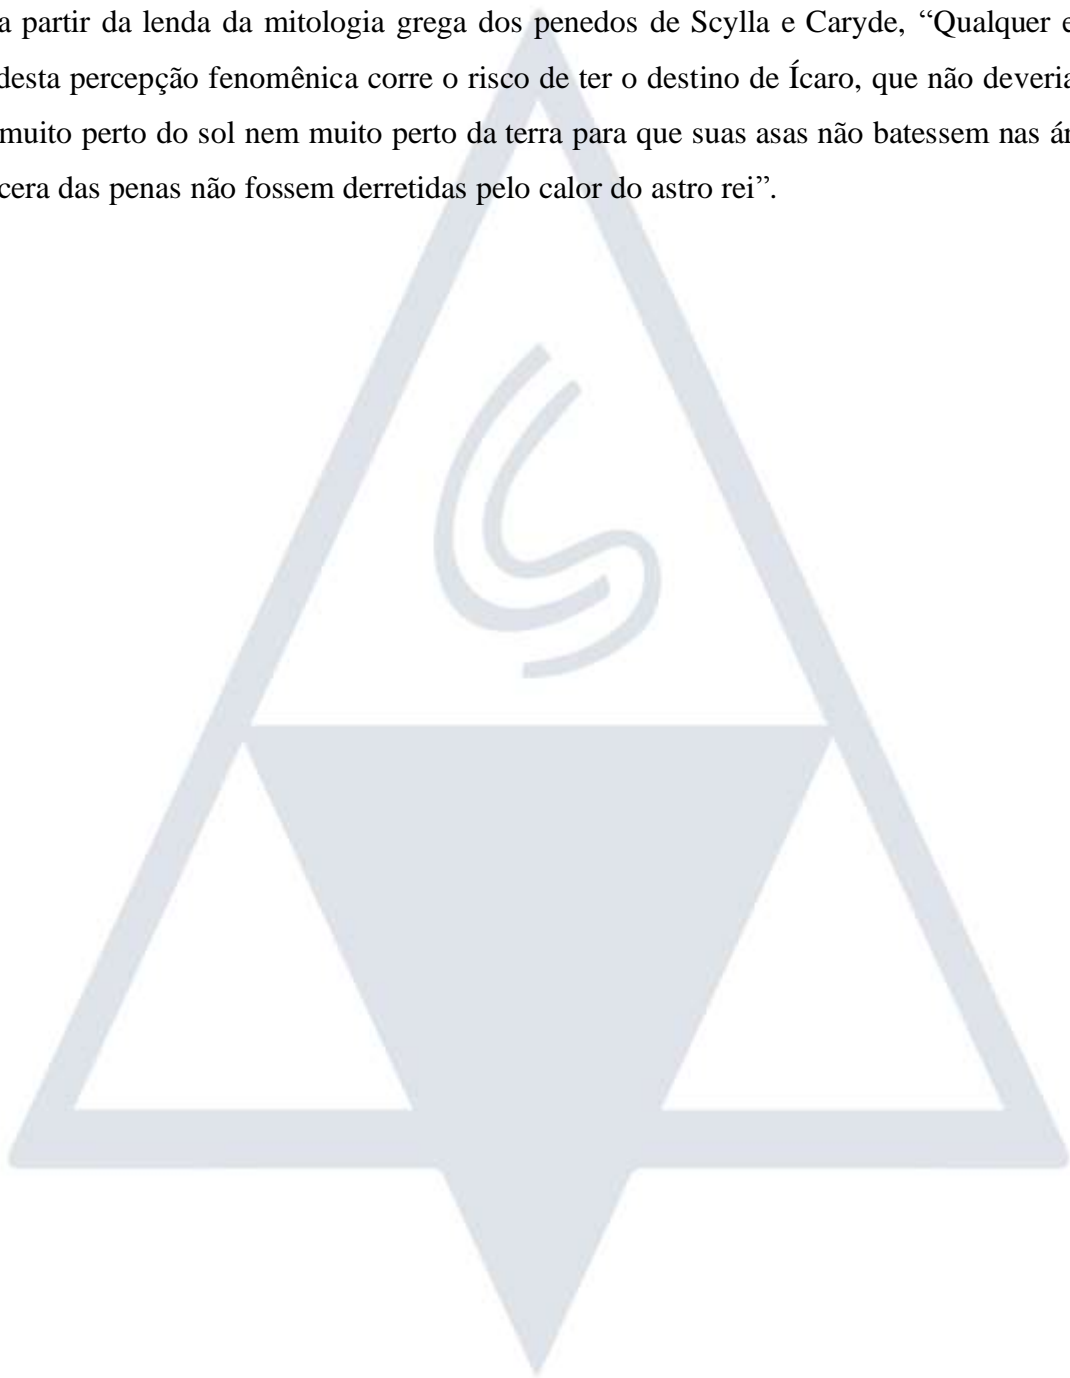 a partir da lenda da mitologia grega dos penedos de Scylla e Caryde, “Qualquer
desta percepção fenomênica corre o risco de ter o destino de Ícaro, que não deveria
muito perto do sol nem muito perto da terra para que suas asas não batessem nas
cera das penas não fossem derretidas pelo calor do astro rei”.